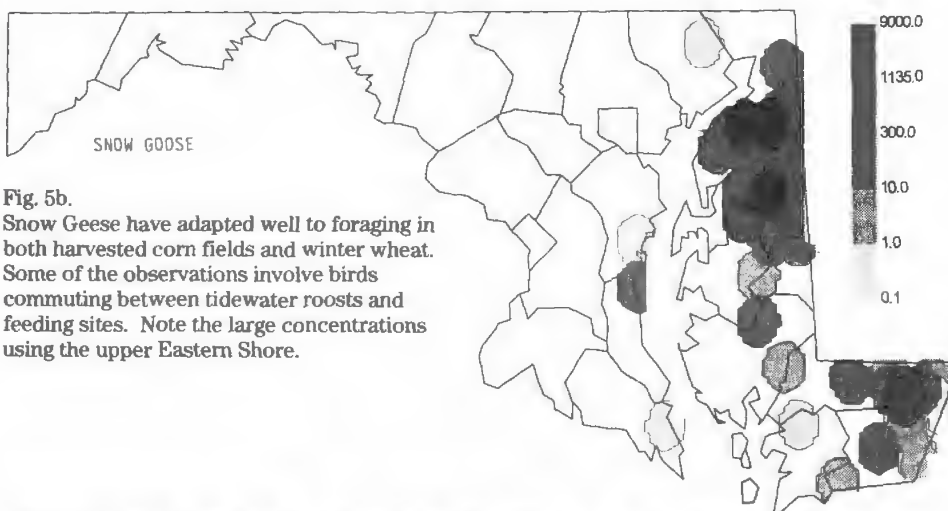 9000.0
1135.0
300.0
10.0
1.0
0.1
SNOW GOOSE
Fig. 5b.
Snow Geese have adapted well to foraging in
both harvested corn fields and winter wheat.
Some of the observations involve birds
commuting between tidewater roosts and
feeding sites. Note the large concentrations
using the upper Eastern Shore.